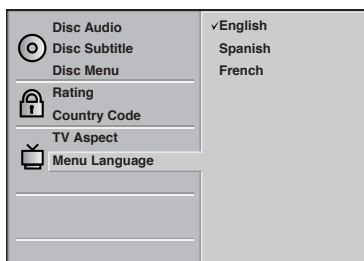 Disc Audio
Disc Subtitle
Disc Menu
Rating
Country Code
TV Aspect
Menu Language
✓English
Spanish
French